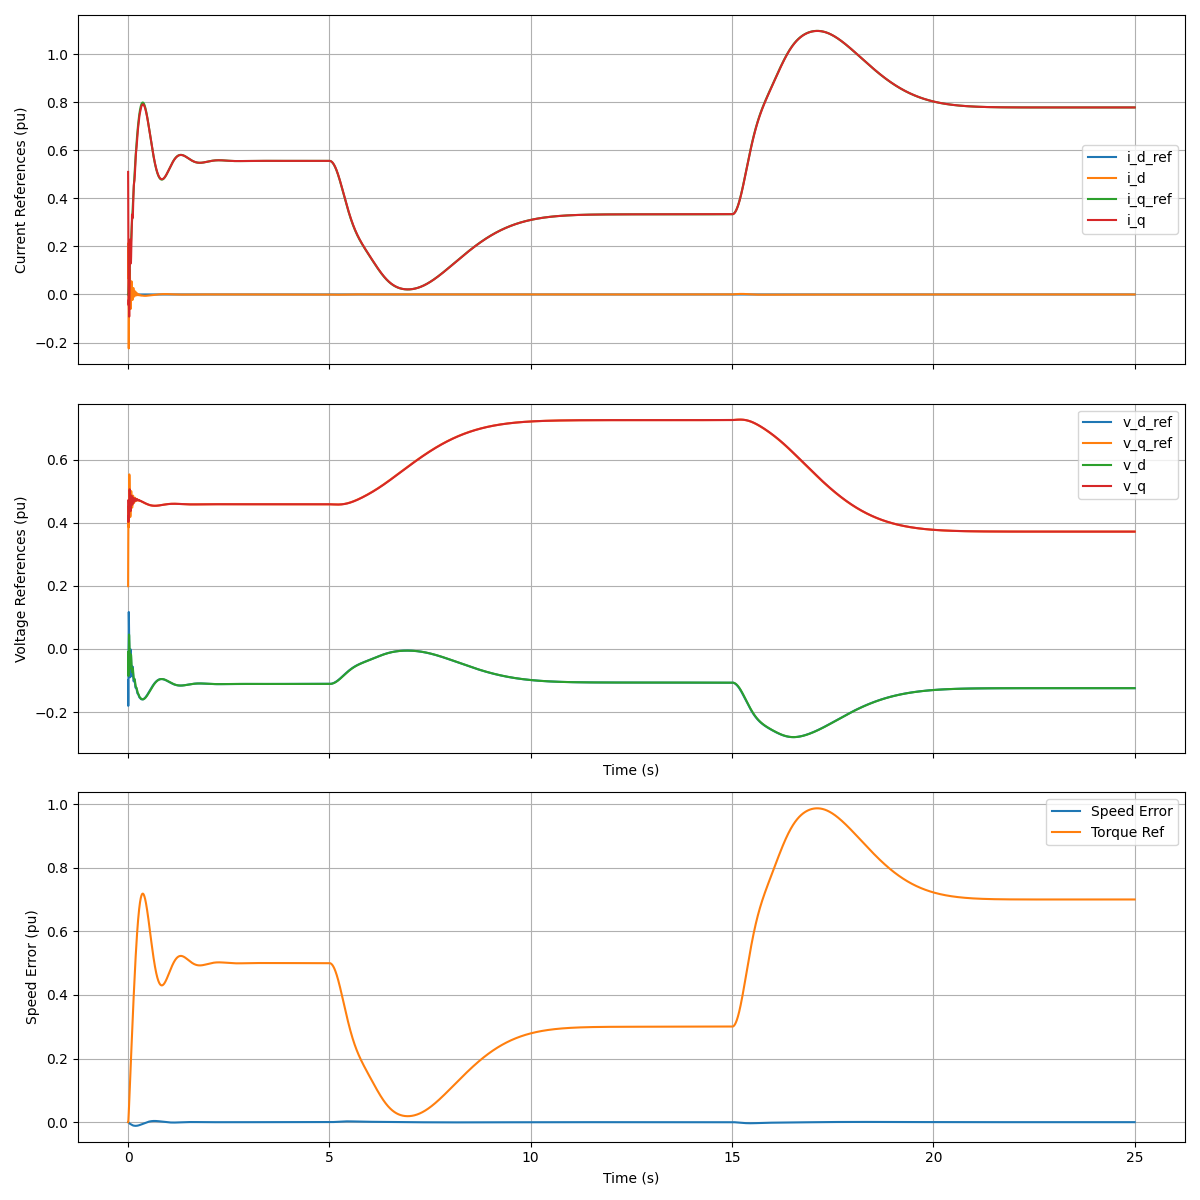 Current References (pu)
1.0
0.8
0.6
0.4
0.2
0.0
−0.2
i_d_ref
i_d
i_q_ref
i_q
Voltage References (pu)
0.6
0.4
0.2
0.0
−0.2
v_d_ref
v_q_ref
v_d
v_q
Time (s)
Speed Error (pu)
1.0
0.8
0.6
0.4
0.2
0.0
Speed Error
Torque Ref
0 5 10 15 20 25
Time (s)